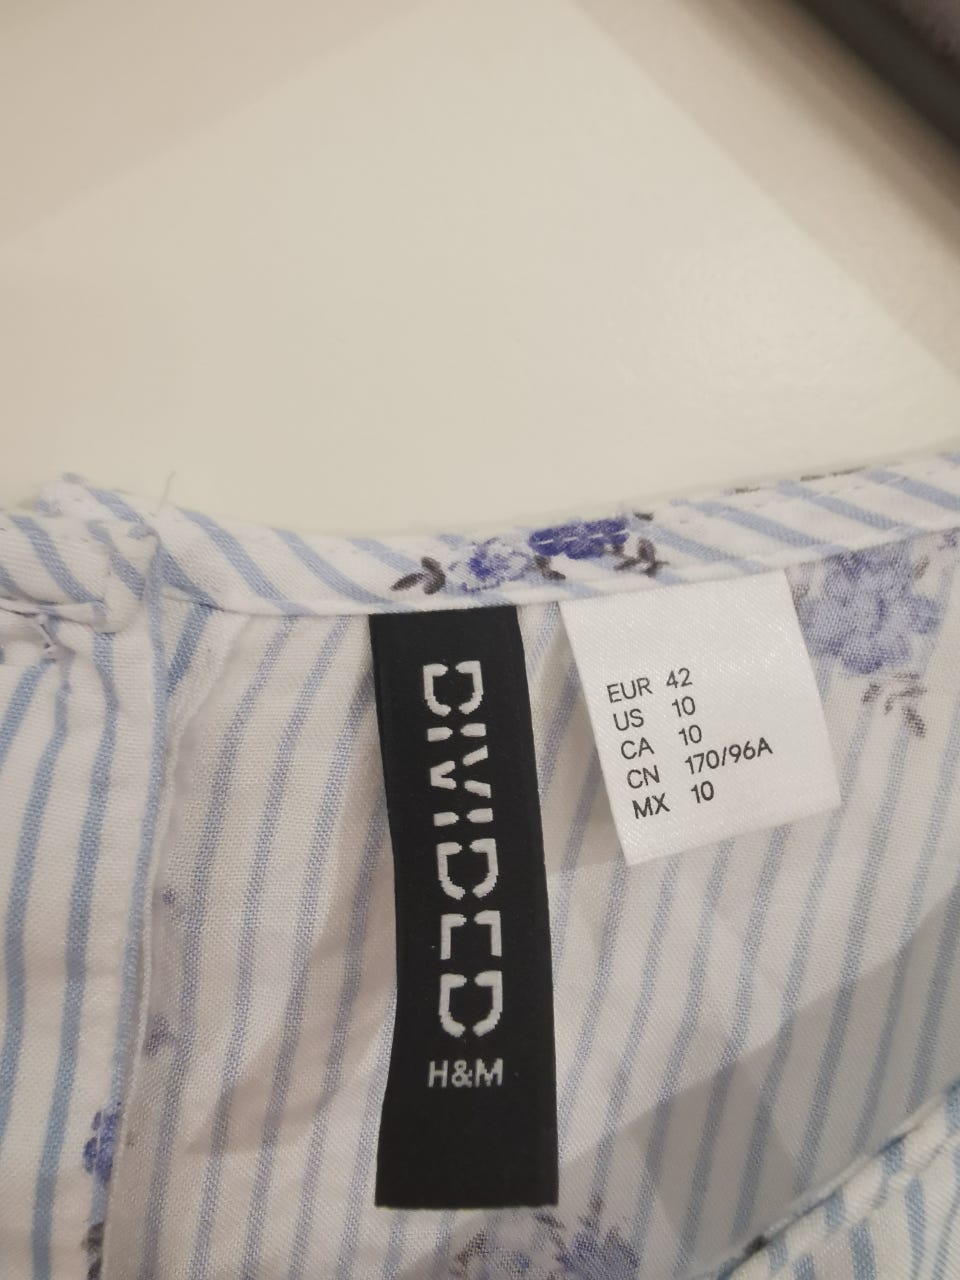 DIVIDED
H&M
EUR 42
US 10
CA 10
CN 170/96A
MX 10